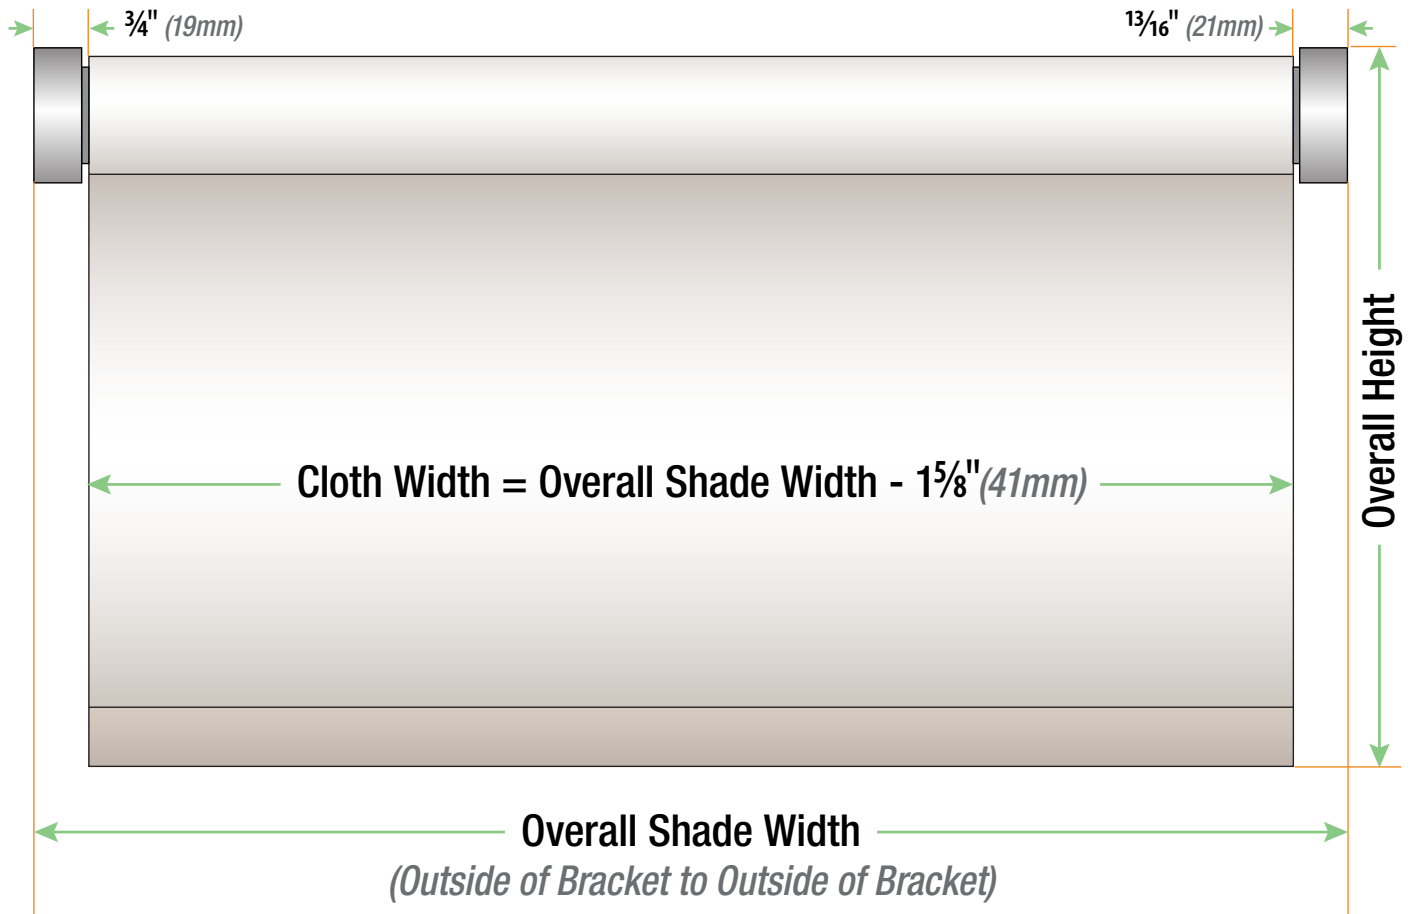 ¾" (19mm)
13⁄16" (21mm)
Overall Height
Cloth Width = Overall Shade Width - 1⅝"(41mm)
Overall Shade Width
(Outside of Bracket to Outside of Bracket)